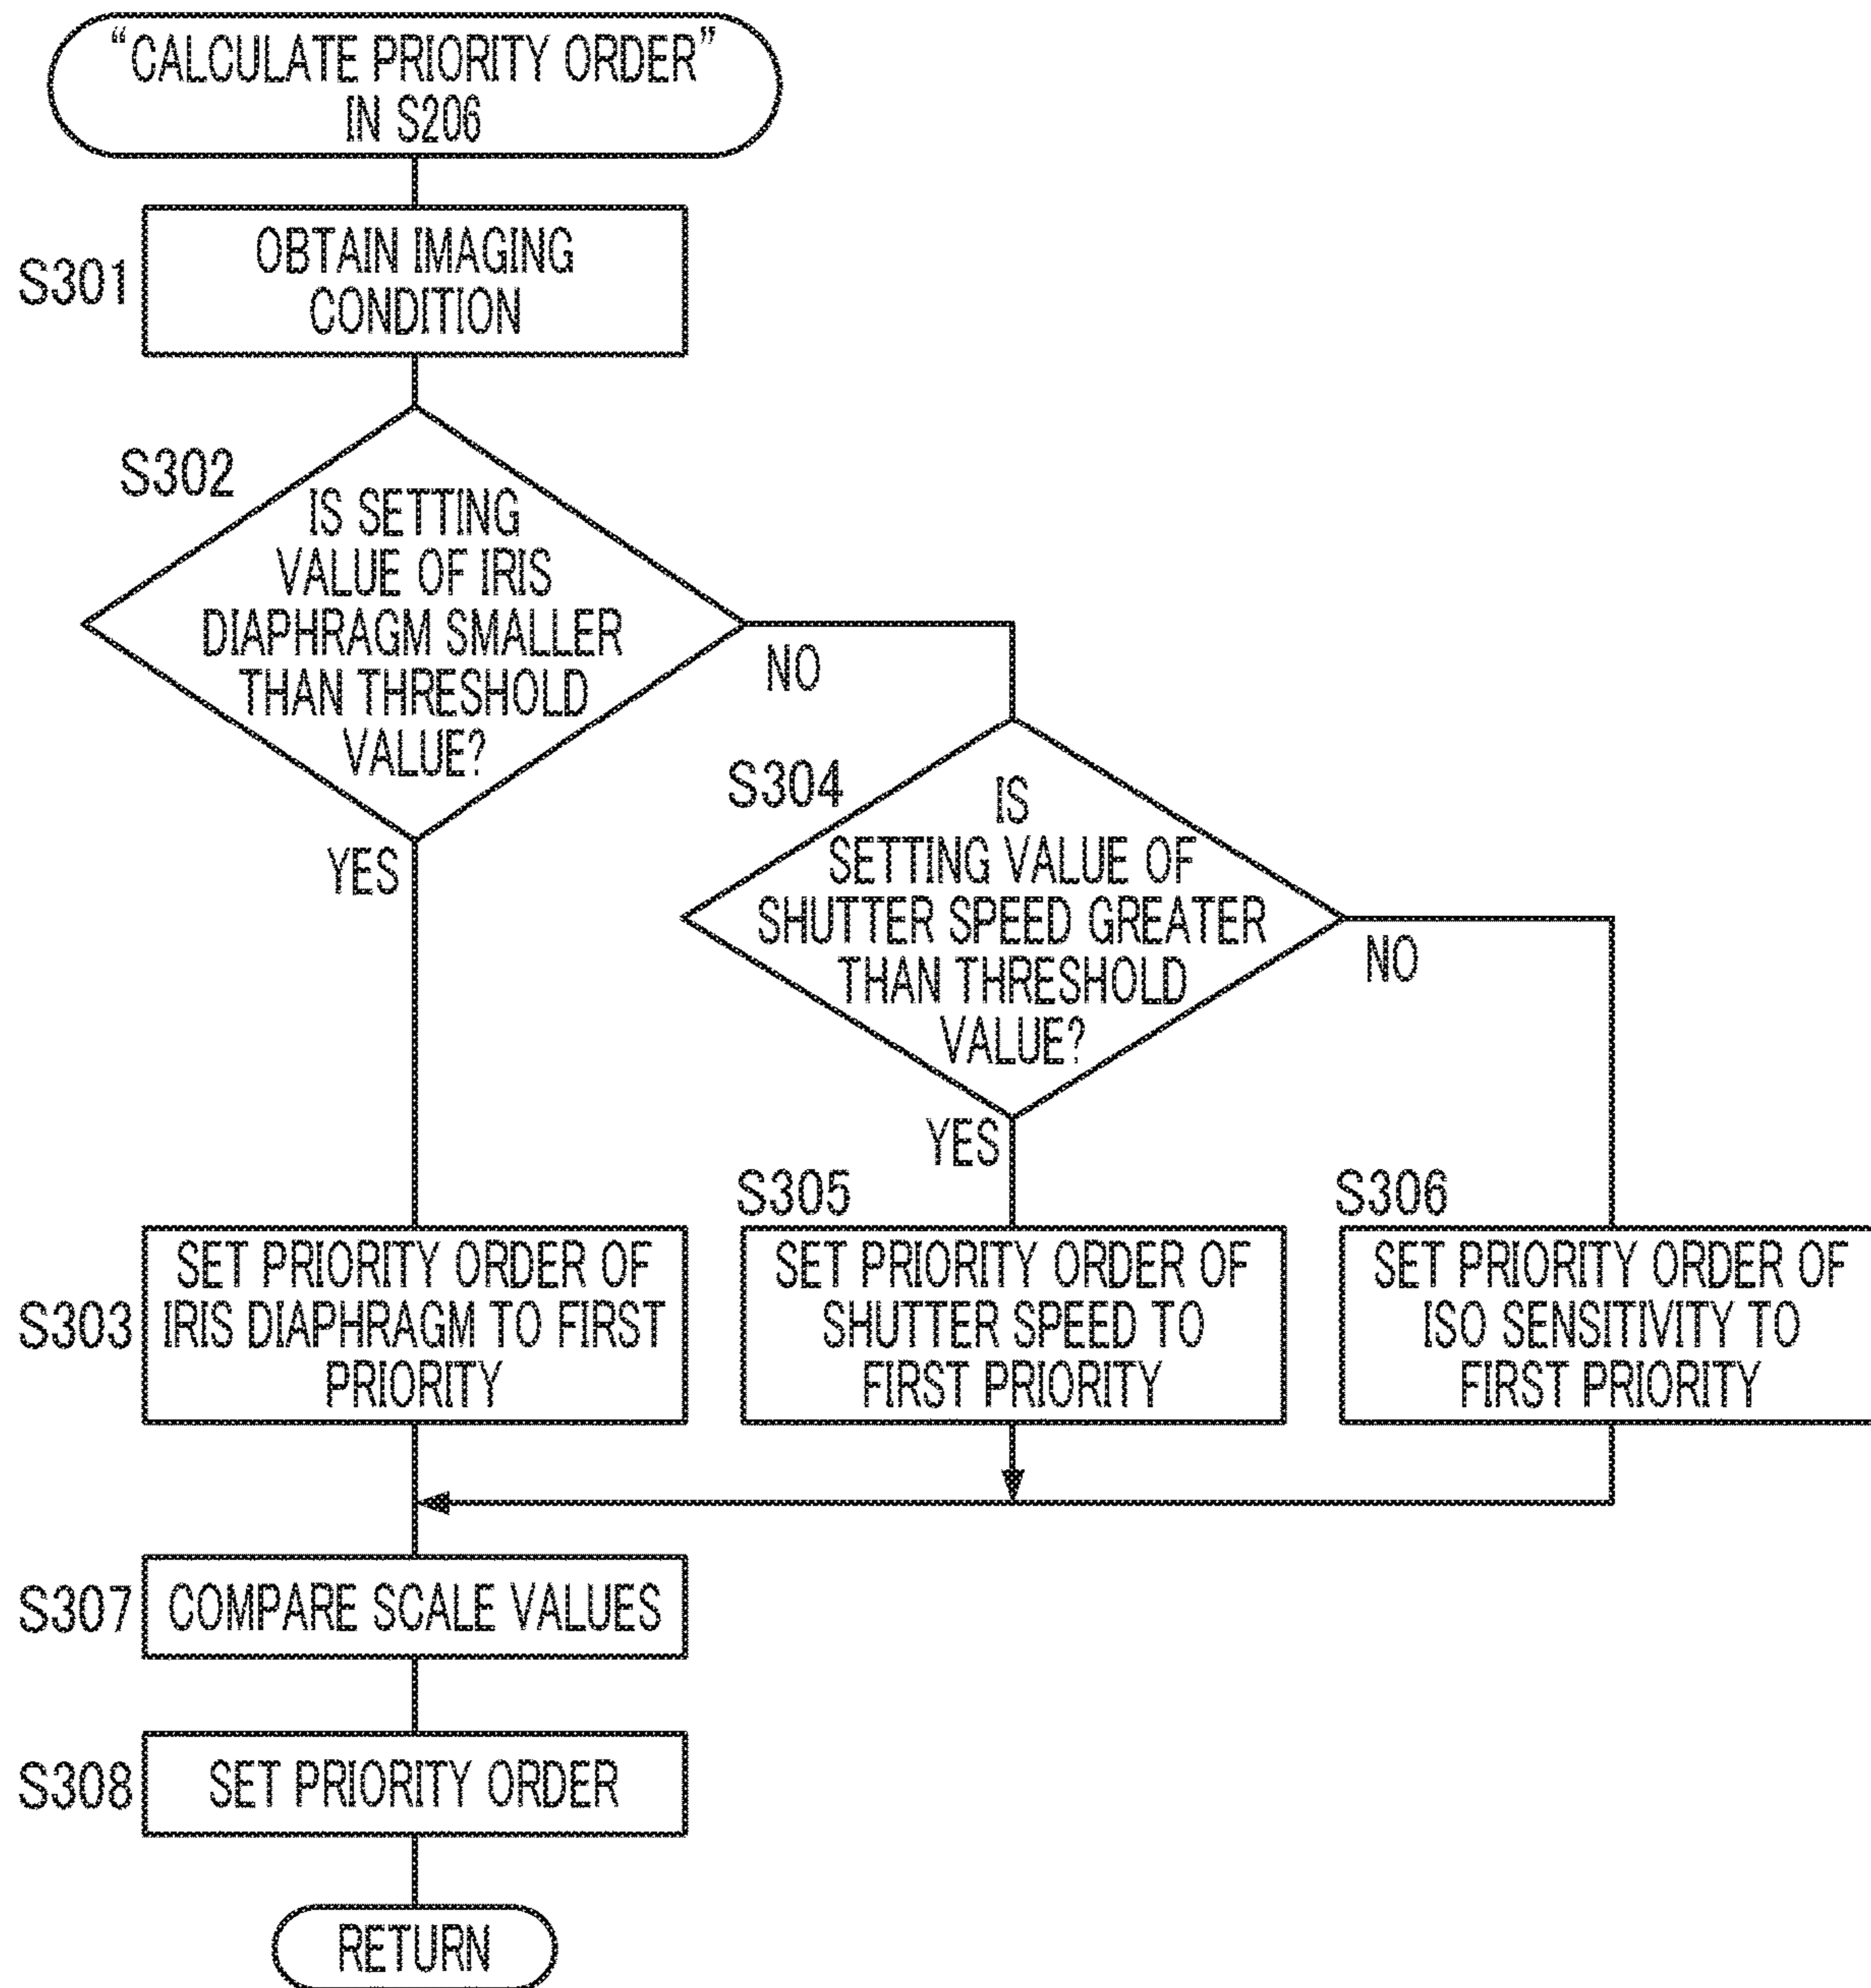 “CALCULATE PRIORITY ORDER”
IN S206
S301
OBTAIN IMAGING
CONDITION
S302
IS SETTING
VALUE OF IRIS
DIAPHRAGM SMALLER
THAN THRESHOLD
VALUE?
NO
YES
S304
IS
SETTING VALUE OF
SHUTTER SPEED GREATER
THAN THRESHOLD
VALUE?
NO
YES
S303
SET PRIORITY ORDER OF
IRIS DIAPHRAGM TO FIRST
PRIORITY
S305
SET PRIORITY ORDER OF
SHUTTER SPEED TO
FIRST PRIORITY
S306
SET PRIORITY ORDER OF
ISO SENSITIVITY TO
FIRST PRIORITY
S307
COMPARE SCALE VALUES
S308
SET PRIORITY ORDER
RETURN